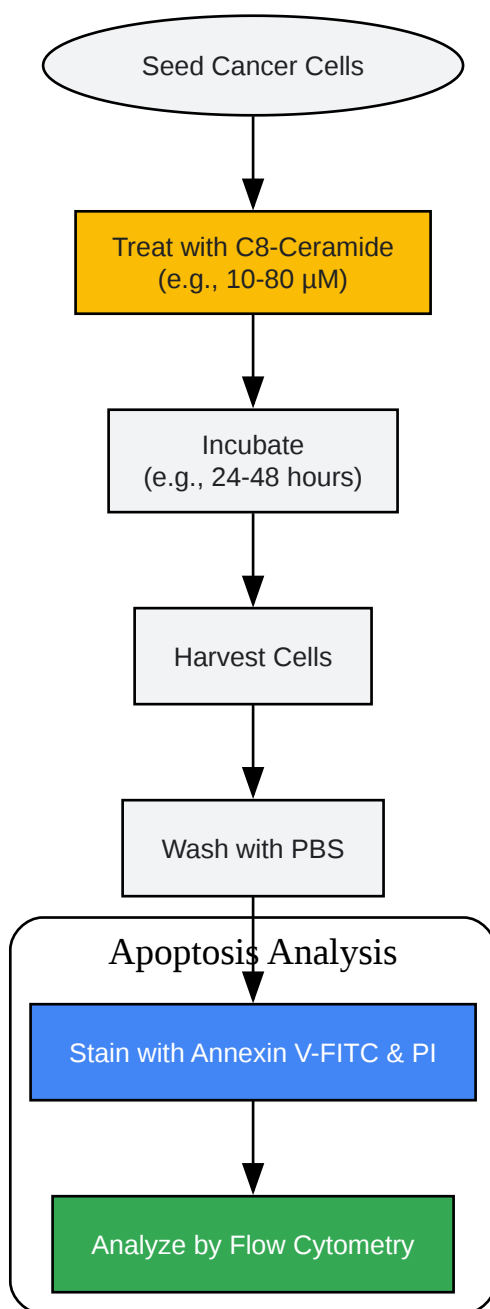 Seed Cancer Cells
Treat with C8-Ceramide
(e.g., 10-80 µM)
Incubate
(e.g., 24-48 hours)
Harvest Cells
Wash with PBS
Apoptosis Analysis
Stain with Annexin V-FITC & PI
Analyze by Flow Cytometry